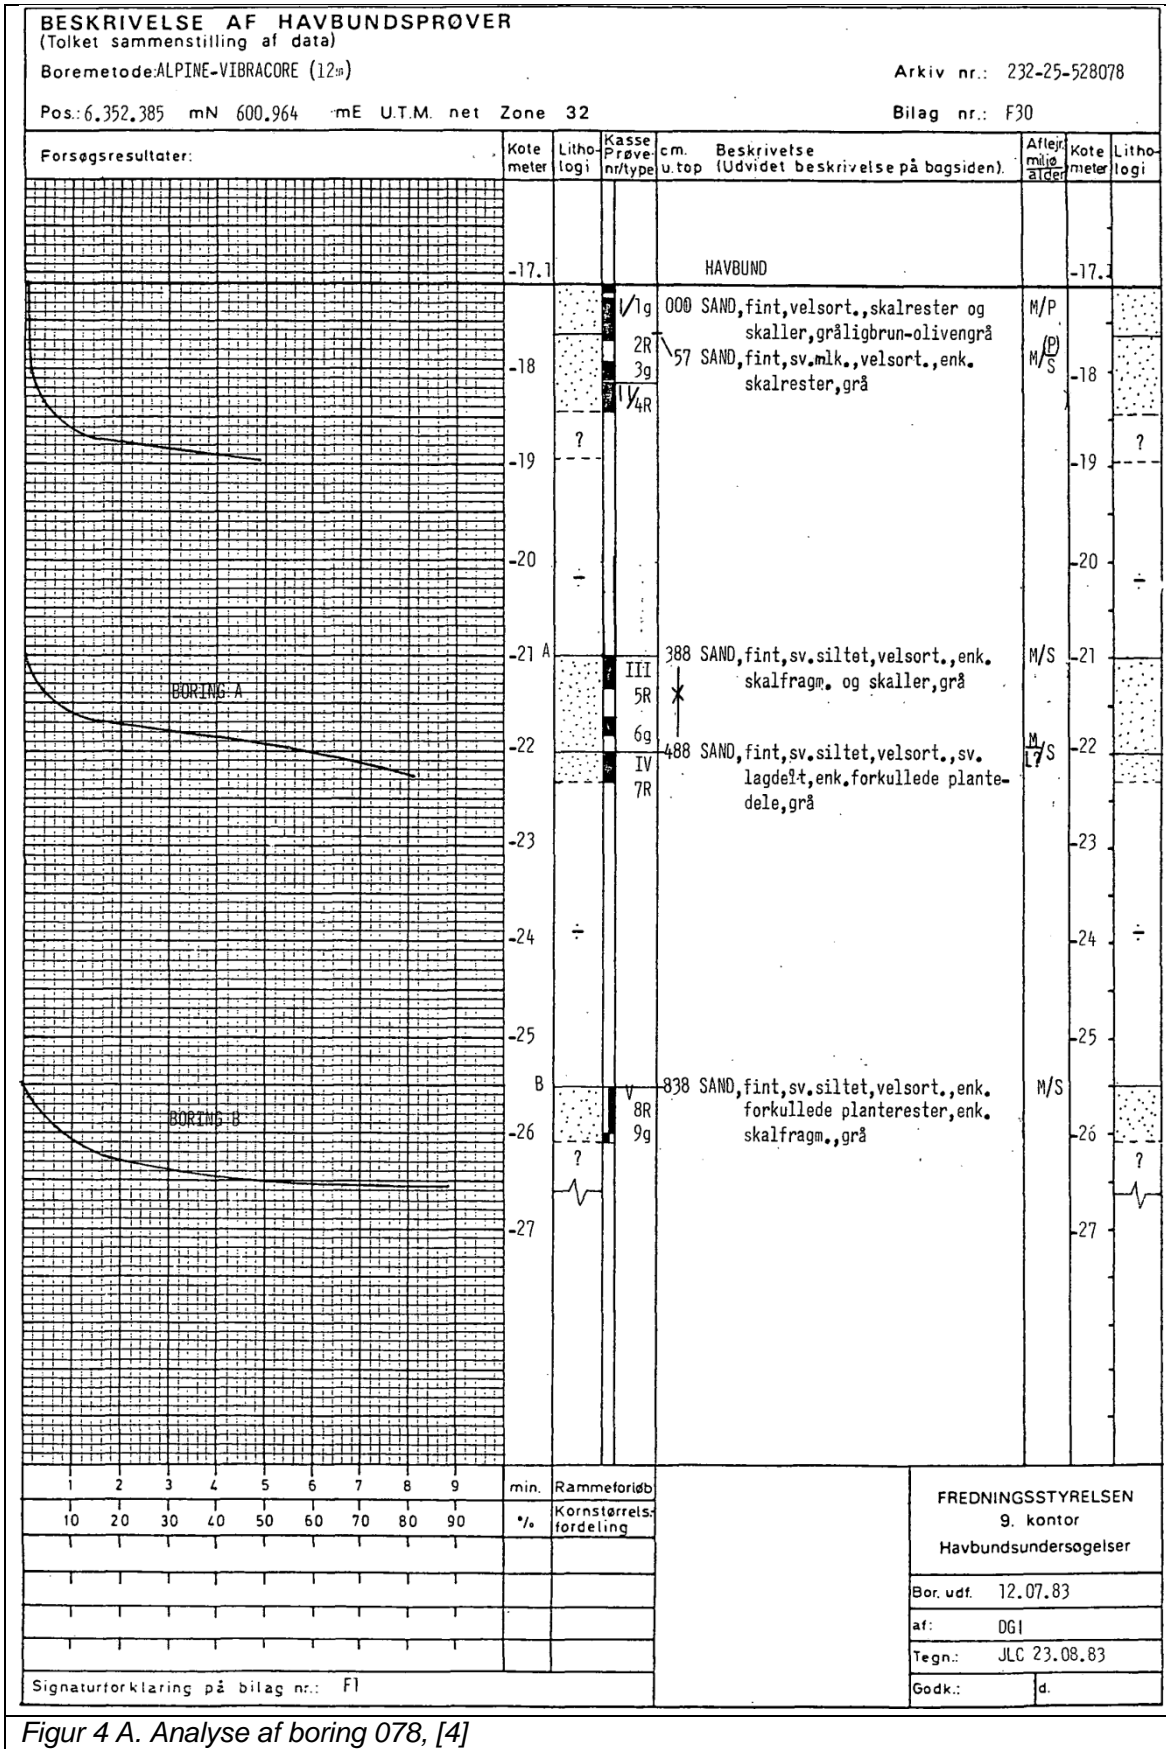 BESKRIVELSE AF HAVBUNDSPRØVER
(Tolket sammenstilling af data)
Boremetode: ALPINE-VIBRACORE (12m)
Arkiv nr.: 232-25-528078
Pos.: 6.352.385 mN 600.964 mE U.T.M. net Zone 32
Bilag nr.: F30
Forsøgsresultater:
Kote meter
Litho-logi
Kasse Prøve-nr/type
cm. u.top
Beskrivelse
(Udvidet beskrivelse på bagsiden).
Aflejr. miljø alder
Kote meter
Litho-logi
HAVBUND
-17.1
-17.1
I/1g 000 SAND, fint, velsort., skalrester og M/P
skaller, gråligbrun-olivengrå
2R
57 SAND, fint, sv.mlk., velsort., enk. M/(P)/S
-18 3g skalrester, grå -18
II/4R
? ?
-19 -19
-20 -20
÷ ÷
-21 A 388 SAND, fint, sv.siltet, velsort., enk. M/S -21
III skalfragm. og skaller, grå
BORING A 5R
6g
-22 488 SAND, fint, sv.siltet, velsort., sv. M/L?/S -22
IV lagdelt, enk. forkullede plante-
7R dele, grå
-23 -23
-24 ÷ -24 ÷
-25 -25
B V 838 SAND, fint, sv.siltet, velsort., enk. M/S
BORING B 8R forkullede planterester, enk.
-26 9g skalfragm., grå -26
? ?
-27 -27
1 2 3 4 5 6 7 8 9 min. Rammeforløb
10 20 30 40 50 60 70 80 90 % Kornstørrels-
fordeling
FREDNINGSSTYRELSEN
9. kontor
Havbundsundersøgelser
Bor. udf. 12.07.83
af: DGI
Tegn.: JLC 23.08.83
Signaturforklaring på bilag nr.: F1
Godk.: d.
Figur 4 A. Analyse af boring 078, [4]